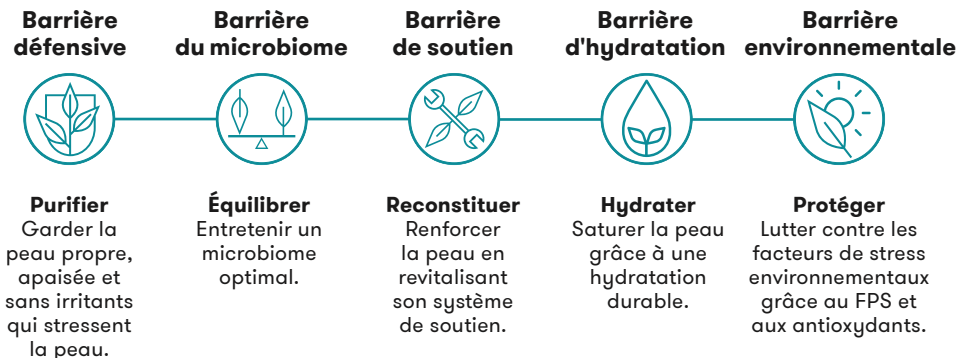 Barrière
défensive
Barrière
du microbiome
Barrière
de soutien
Barrière
d'hydratation
Barrière
environnementale
Purifier
Garder la
peau propre,
apaisée et
sans irritants
qui stressent
la peau.
Équilibrer
Entretenir un
microbiome
optimal.
Reconstituer
Renforcer
la peau en
revitalisant
son système
de soutien.
Hydrater
Saturer la peau
grâce à une
hydratation
durable.
Protéger
Lutter contre les
facteurs de stress
environnementaux
grâce au FPS et
aux antioxydants.